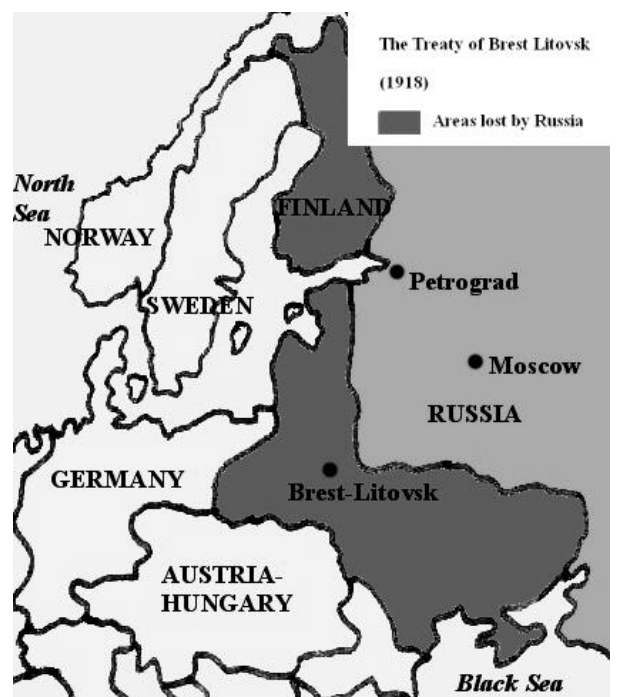 The Treaty of Brest Litovsk
(1918)
Areas lost by Russia
North
Sea
NORWAY
SWEDEN
FINLAND
Petrograd
Moscow
RUSSIA
GERMANY
Brest-Litovsk
AUSTRIA-
HUNGARY
Black Sea